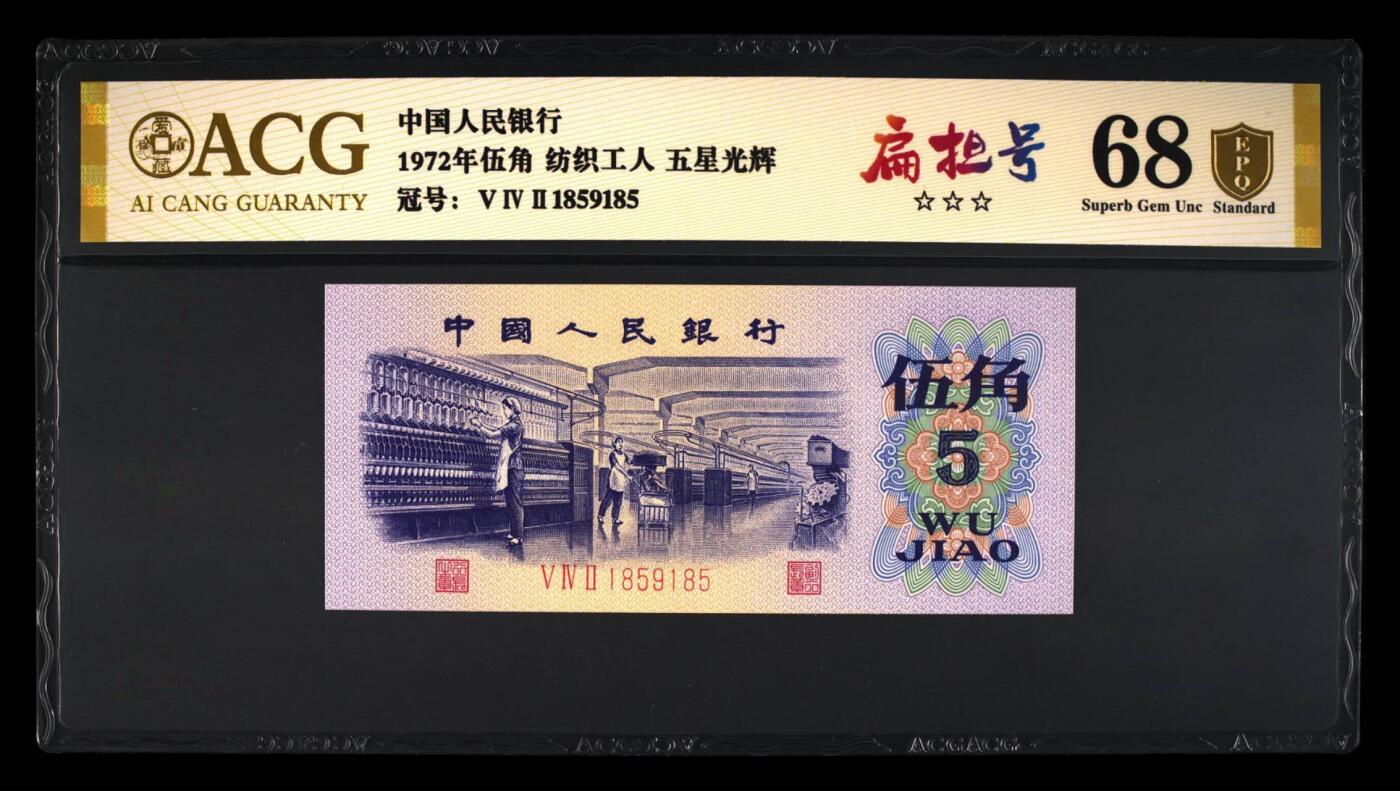 ACG
AI CANG GUARANTY
中国人民银行
1972年伍角 纺织工人 五星光辉
冠号：V IV II 1859185
扁担号
☆☆☆
68
Superb Gem Unc
EPQ
Standard
中國人民銀行
伍角
5
WU
JIAO
V IV II 1859185
ACGACG